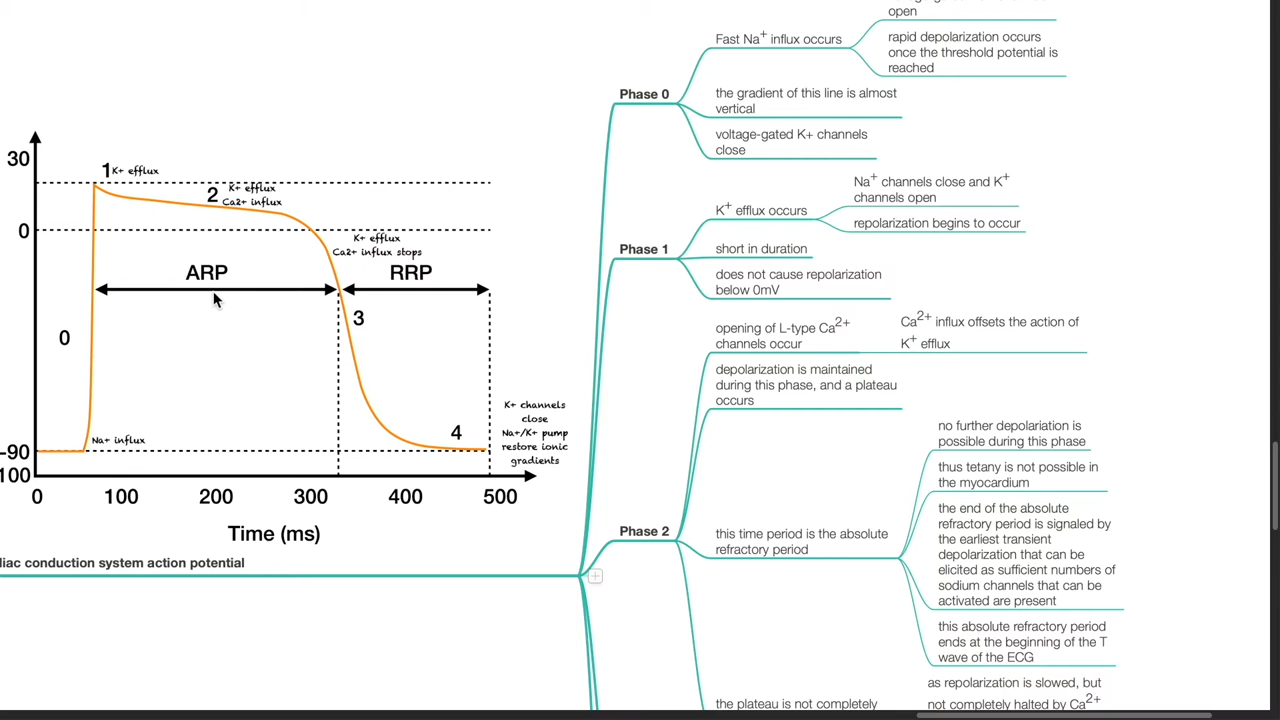 30
1
K+ efflux
2
K+ efflux
Ca2+ influx
0
K+ efflux
Ca2+ influx stops
ARP
RRP
3
0
K+ channels
close
Na+/K+ pump
restore ionic
gradients
4
Na+ influx
-90
100
0
100
200
300
400
500
Time (ms)
conduction system action potential
Phase 0
Fast Na+ influx occurs
open
rapid depolarization occurs
once the threshold potential is
reached
the gradient of this line is almost
vertical
voltage-gated K+ channels
close
Phase 1
K+ efflux occurs
Na+ channels close and K+
channels open
repolarization begins to occur
short in duration
does not cause repolarization
below 0mV
Phase 2
opening of L-type Ca2+
channels occur
Ca2+ influx offsets the action of
K+ efflux
depolarization is maintained
during this phase, and a plateau
occurs
this time period is the absolute
refractory period
no further depolariation is
possible during this phase
thus tetany is not possible in
the myocardium
the end of the absolute
refractory period is signaled by
the earliest transient
depolarization that can be
elicited as sufficient numbers of
sodium channels that can be
activated are present
this absolute refractory period
ends at the beginning of the T
wave of the ECG
the plateau is not completely
as repolarization is slowed, but
not completely halted by Ca2+